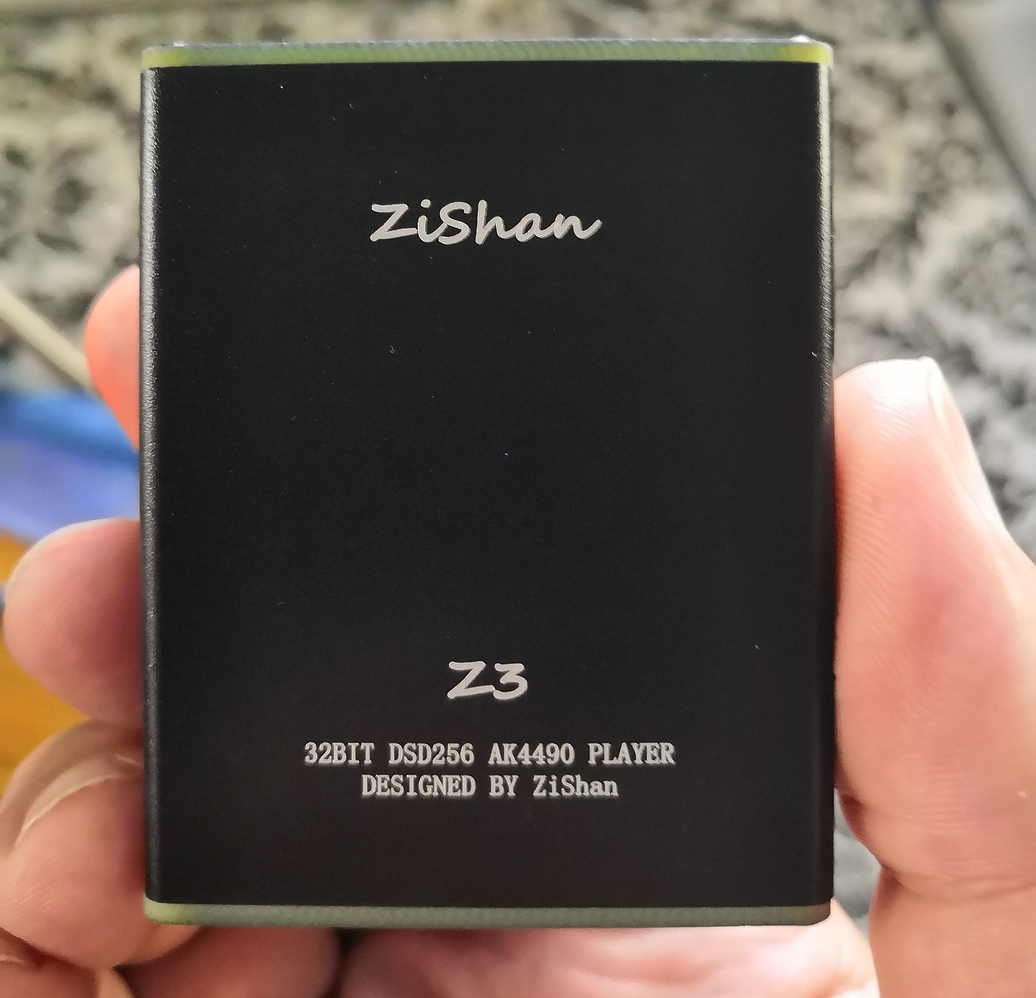 ZiShan
Z3
32BIT DSD256 AK4490 PLAYER
DESIGNED BY ZiShan